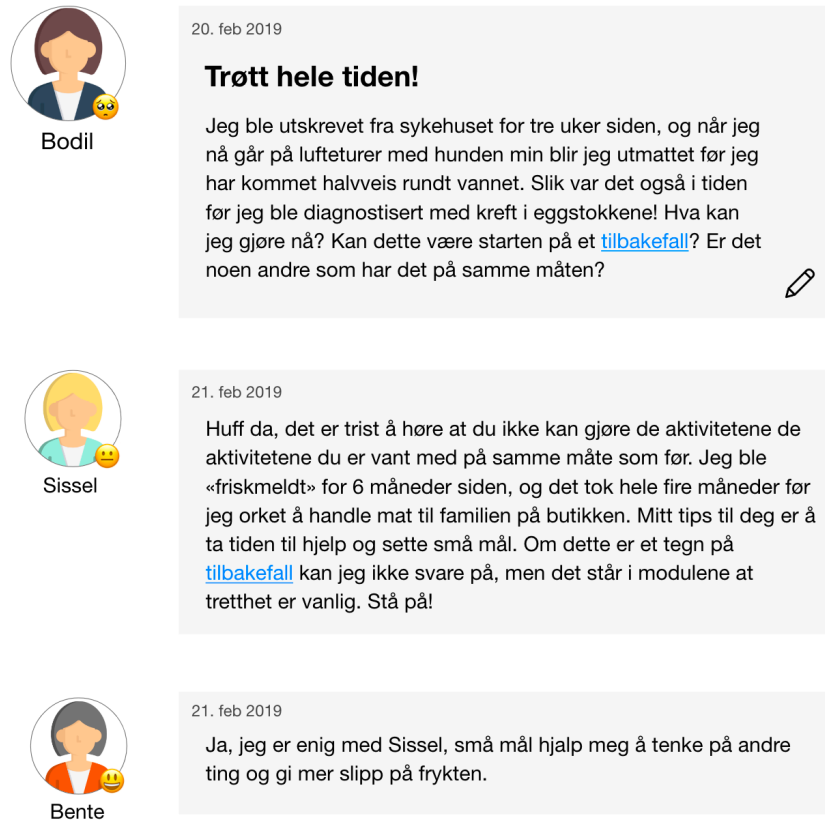 20. feb 2019
Trøtt hele tiden!
Jeg ble utskrevet fra sykehuset for tre uker siden, og når jeg
nå går på lufteturer med hunden min blir jeg utmattet før jeg
har kommet halvveis rundt vannet. Slik var det også i tiden
før jeg ble diagnostisert med kreft i eggstokkene! Hva kan
jeg gjøre nå? Kan dette være starten på et tilbakefall? Er det
noen andre som har det på samme måten?
Bodil
21. feb 2019
Huff da, det er trist å høre at du ikke kan gjøre de aktivitetene de
aktivitetene du er vant med på samme måte som før. Jeg ble
«friskmeldt» for 6 måneder siden, og det tok hele fire måneder før
jeg orket å handle mat til familien på butikken. Mitt tips til deg er å
ta tiden til hjelp og sette små mål. Om dette er et tegn på
tilbakefall kan jeg ikke svare på, men det står i modulene at
tretthet er vanlig. Stå på!
Sissel
21. feb 2019
Ja, jeg er enig med Sissel, små mål hjalp meg å tenke på andre
ting og gi mer slipp på frykten.
Bente